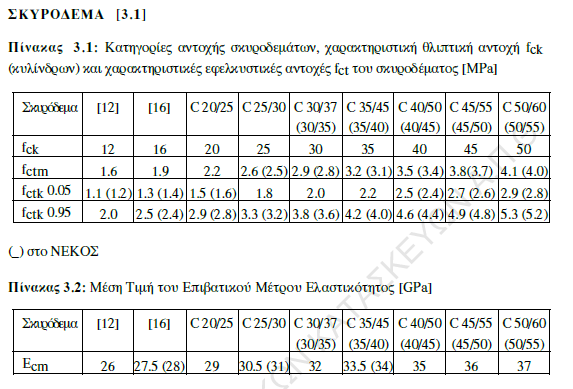 ΣΚΥΡΟΔΕΜΑ [3.1]
Πίνακας 3.1: Κατηγορίες αντοχής σκυροδεμάτων, χαρακτηριστική θλιπτική αντοχή fck
(κυλίνδρων) και χαρακτηριστικές εφελκυστικές αντοχές fct του σκυροδέματος [MPa]
Σκυρόδεμα [12] [16] C 20/25 C 25/30 C 30/37 (30/35) C 35/45 (35/40) C 40/50 (40/45) C 45/55 (45/50) C 50/60 (50/55)
fck 12 16 20 25 30 35 40 45 50
fctm 1.6 1.9 2.2 2.6 (2.5) 2.9 (2.8) 3.2 (3.1) 3.5 (3.4) 3.8(3.7) 4.1 (4.0)
fctk 0.05 1.1 (1.2) 1.3 (1.4) 1.5 (1.6) 1.8 2.0 2.2 2.5 (2.4) 2.7 (2.6) 2.9 (2.8)
fctk 0.95 2.0 2.5 (2.4) 2.9 (2.8) 3.3 (3.2) 3.8 (3.6) 4.2 (4.0) 4.6 (4.4) 4.9 (4.8) 5.3 (5.2)
(_) στο ΝΕΚΟΣ
Πίνακας 3.2: Μέση Τιμή του Επιβατικού Μέτρου Ελαστικότητος [GPa]
Σκυρόδεμα [12] [16] C 20/25 C 25/30 C 30/37 (30/35) C 35/45 (35/40) C 40/50 (40/45) C 45/55 (45/50) C 50/60 (50/55)
Ecm 26 27.5 (28) 29 30.5 (31) 32 33.5 (34) 35 36 37